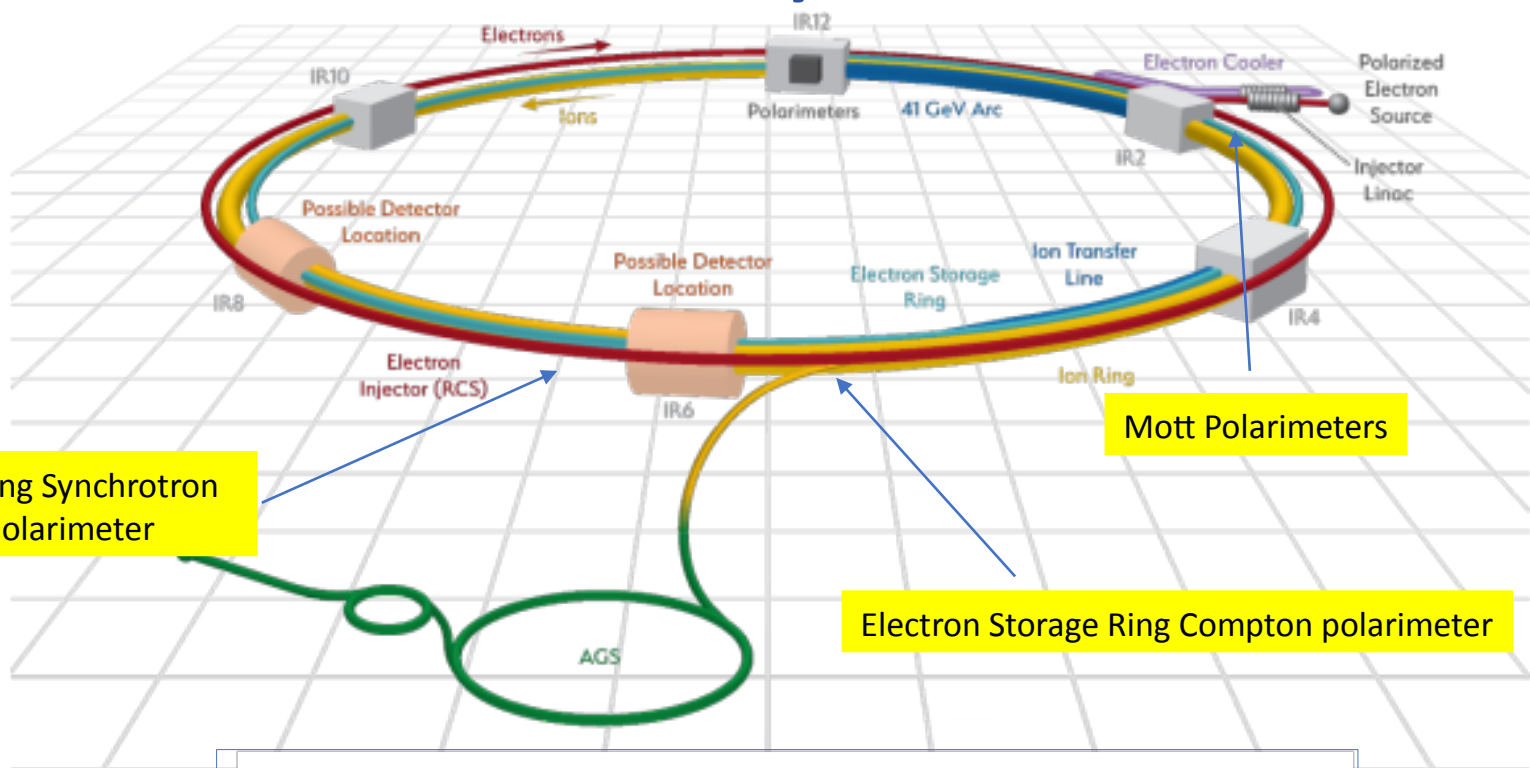 IR12
Electrons
IR10
Ions
Polarimeters
41 GeV Arc
Electron Cooler
Polarized
Electron
Source
IR2
Injector
Linac
Possible Detector
Location
IR8
Possible Detector
Location
Electron Storage
Ring
Ion Transfer
Line
IR4
Electron
Injector (RCS)
IR6
Ion Ring
Mott Polarimeters
Synchrotron
Electron Storage Ring Compton polarimeter
AGS